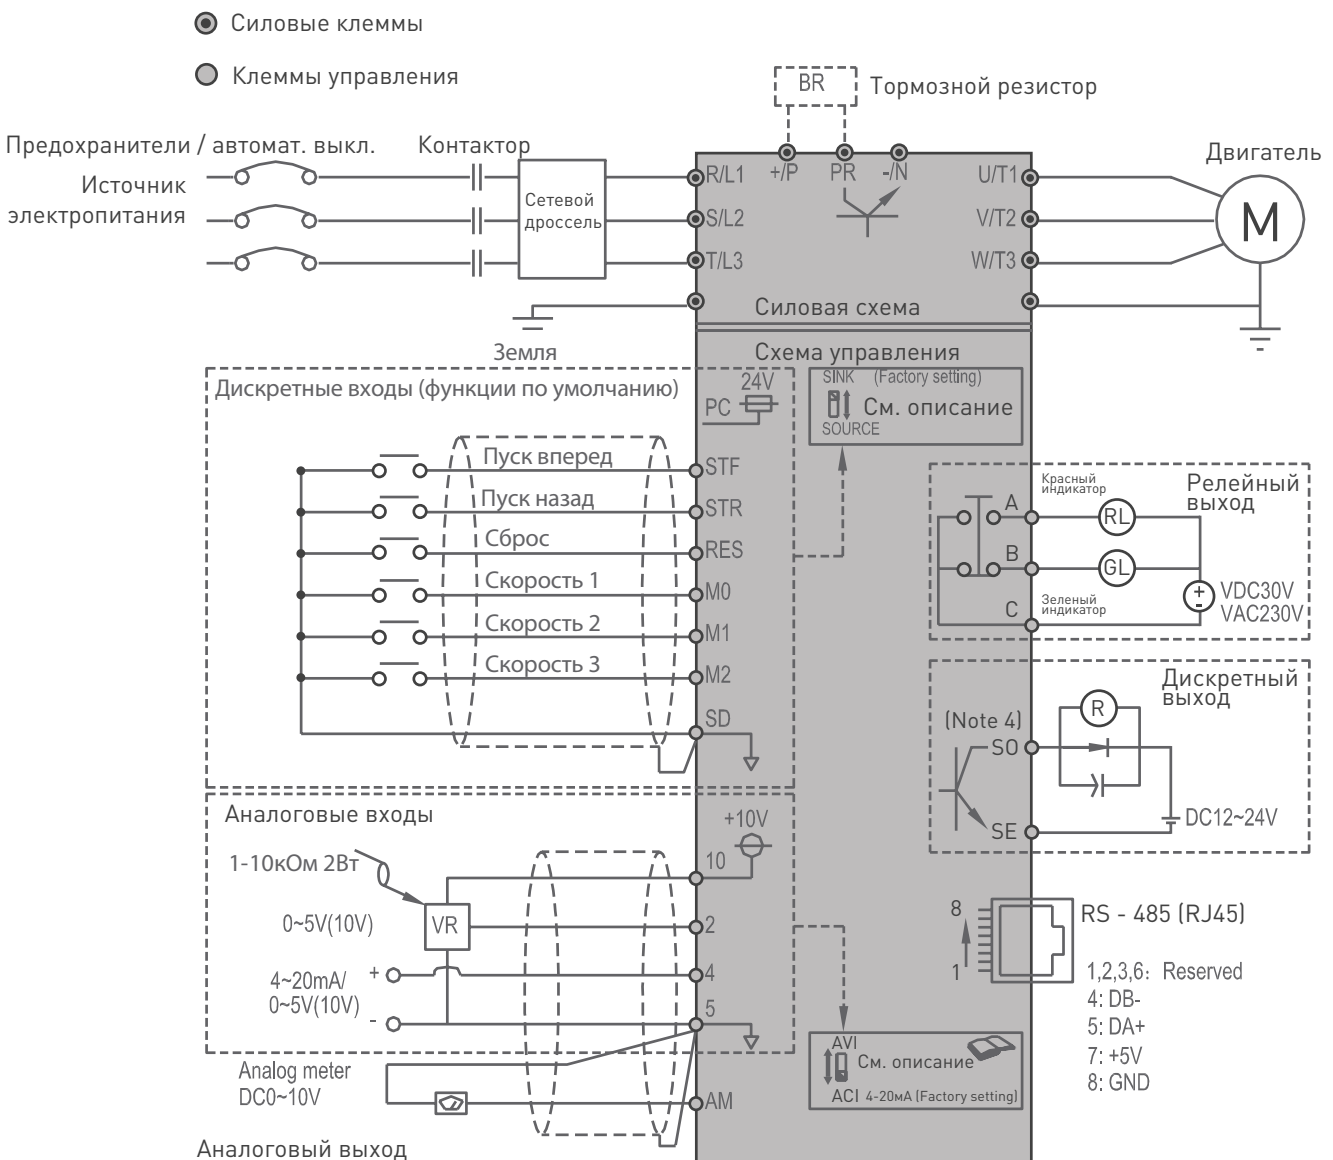 Силовые клеммы
Клеммы управления
BR
Тормозной резистор
Предохранители / автомат. выкл.
Контактор
Двигатель
Источник
электропитания
Сетевой
дроссель
R/L1
+/P
PR
-/N
U/T1
S/L2
V/T2
M
T/L3
W/T3
Силовая схема
Земля
Схема управления
Дискретные входы (функции по умолчанию)
24V
PC
SINK (Factory setting)
См. описание
SOURCE
Пуск вперед
STF
Пуск назад
STR
Сброс
RES
Скорость 1
M0
Скорость 2
M1
Скорость 3
M2
SD
Красный
индикатор
Релейный
выход
A
RL
B
GL
C
Зеленый
индикатор
+
-
VDC30V
VAC230V
Дискретный
выход
R
(Note 4)
SO
SE
DC12~24V
Аналоговые входы
+10V
1-10кОм 2Вт
10
0~5V(10V)
VR
2
4~20mA/
0~5V(10V)
+
-
4
5
8
1
RS - 485 (RJ45)
1,2,3,6: Reserved
4: DB-
5: DA+
7: +5V
8: GND
AVI
См. описание
ACI 4-20мА (Factory setting)
Analog meter
DC0~10V
AM
Аналоговый выход